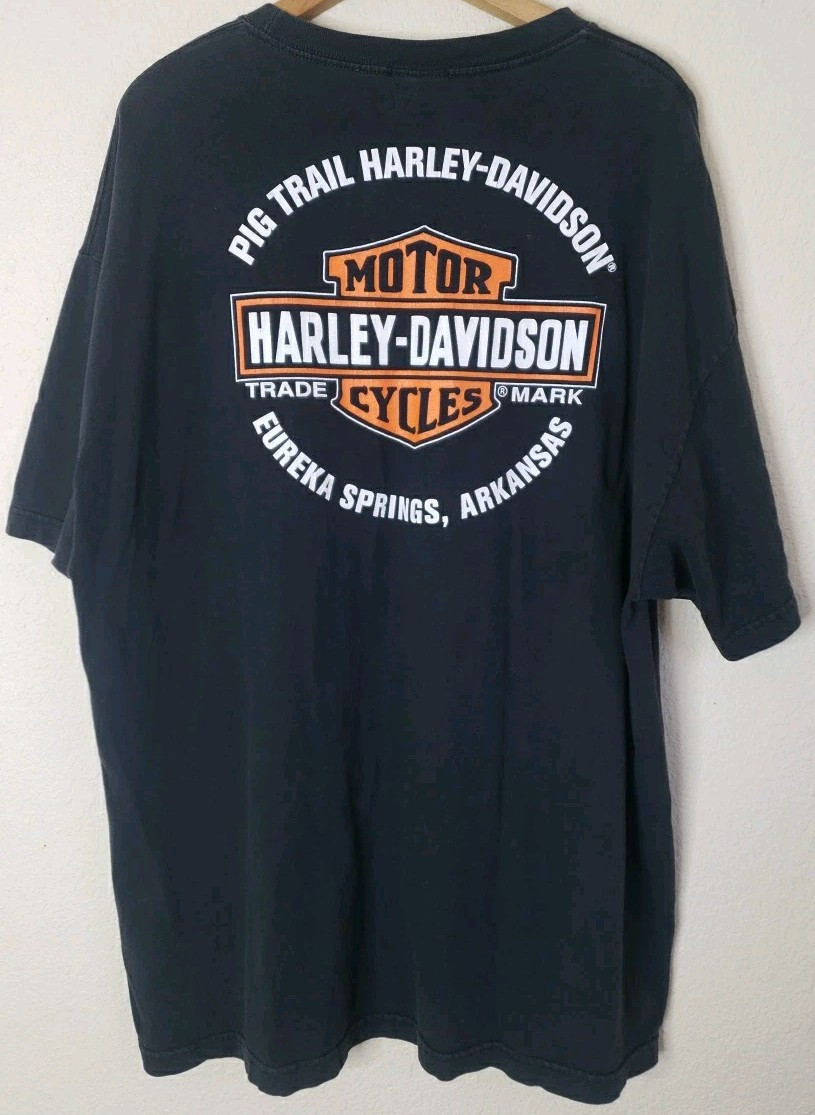 PIG TRAIL HARLEY-DAVIDSON®
MOTOR
HARLEY-DAVIDSON
TRADE ® MARK
CYCLES
EUREKA SPRINGS, ARKANSAS